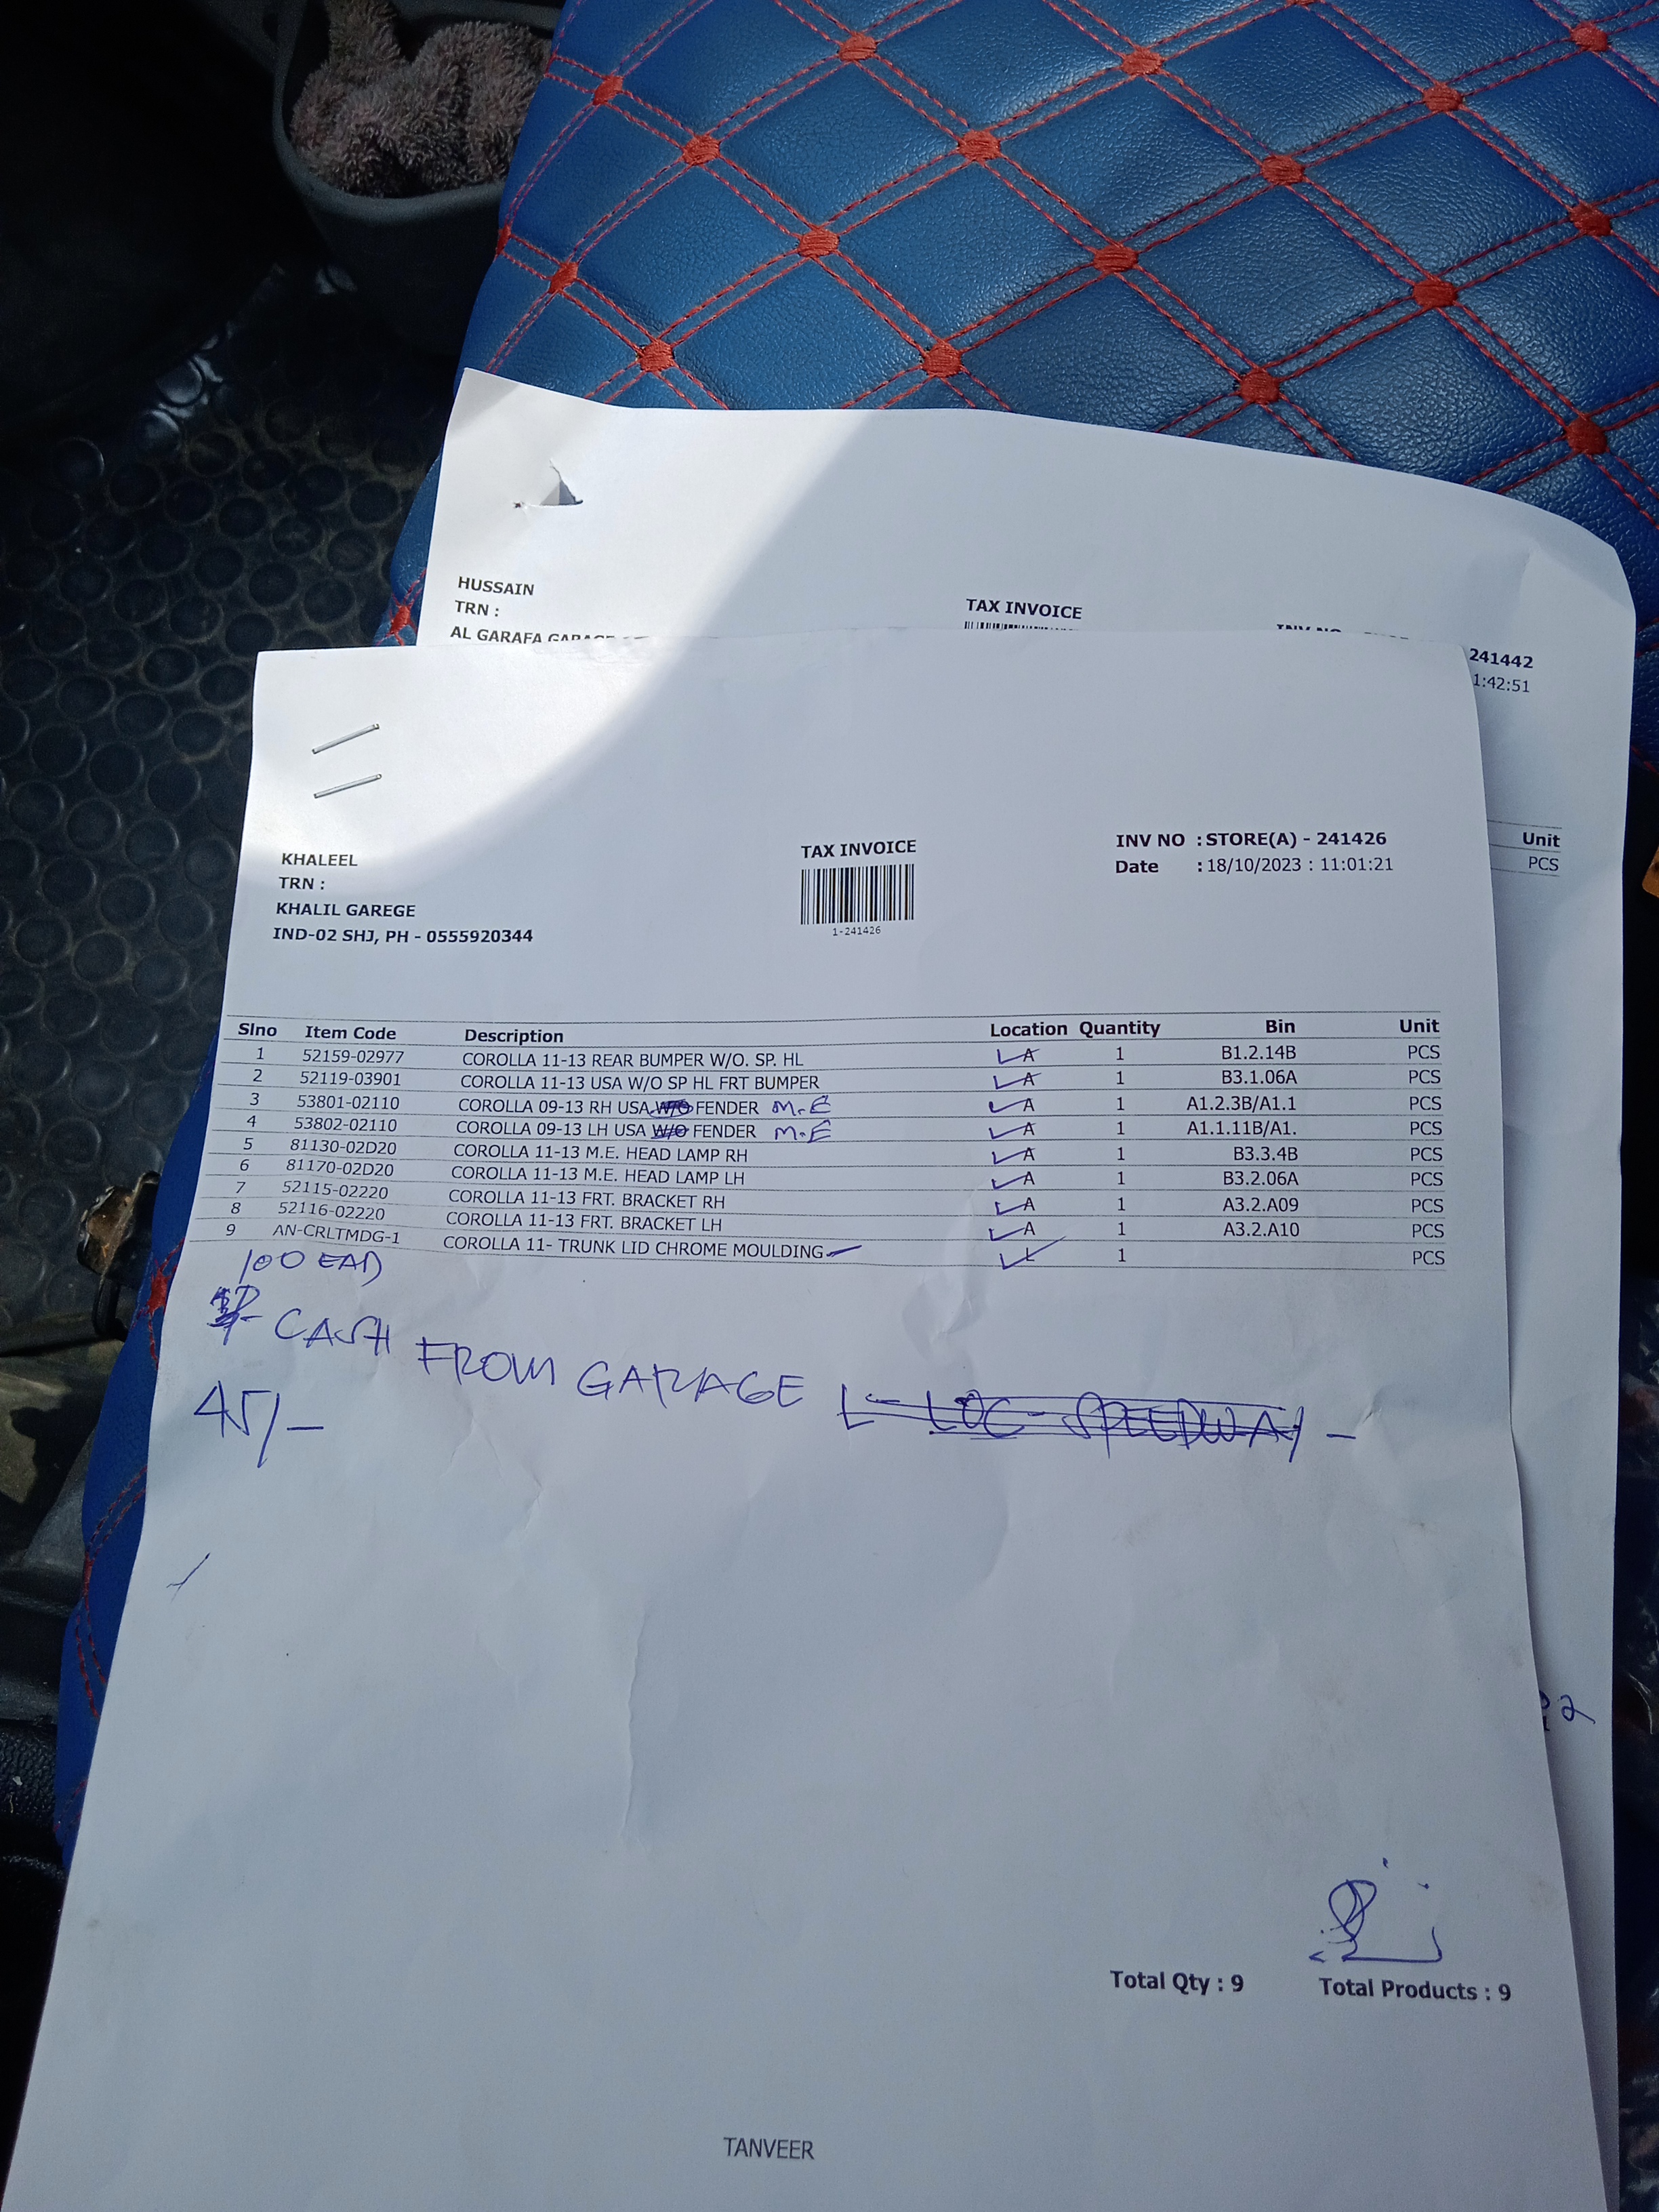 HUSSAIN
TRN :
AL GARAFA GARAGE
TAX INVOICE
INV NO
241442
1:42:51
Unit
PCS
KHALEEL
TRN :
KHALIL GAREGE
IND-02 SHJ, PH - 0555920344
TAX INVOICE
1-241426
INV NO : STORE(A) - 241426
Date : 18/10/2023 : 11:01:21
Slno Item Code Description Location Quantity Bin Unit
1 52159-02977 COROLLA 11-13 REAR BUMPER W/O. SP. HL A 1 B1.2.14B PCS
2 52119-03901 COROLLA 11-13 USA W/O SP HL FRT BUMPER A 1 B3.1.06A PCS
3 53801-02110 COROLLA 09-13 RH USA W/O FENDER M.E A 1 A1.2.3B/A1.1 PCS
4 53802-02110 COROLLA 09-13 LH USA W/O FENDER M.E A 1 A1.1.11B/A1. PCS
5 81130-02D20 COROLLA 11-13 M.E. HEAD LAMP RH A 1 B3.3.4B PCS
6 81170-02D20 COROLLA 11-13 M.E. HEAD LAMP LH A 1 B3.2.06A PCS
7 52115-02220 COROLLA 11-13 FRT. BRACKET RH A 1 A3.2.A09 PCS
8 52116-02220 COROLLA 11-13 FRT. BRACKET LH A 1 A3.2.A10 PCS
9 AN-CRLTMDG-1 COROLLA 11- TRUNK LID CHROME MOULDING 1 PCS
CASH FROM GARAGE L- LOC - SPEEDWAY -
45/-
2
Total Qty : 9 Total Products : 9
TANVEER